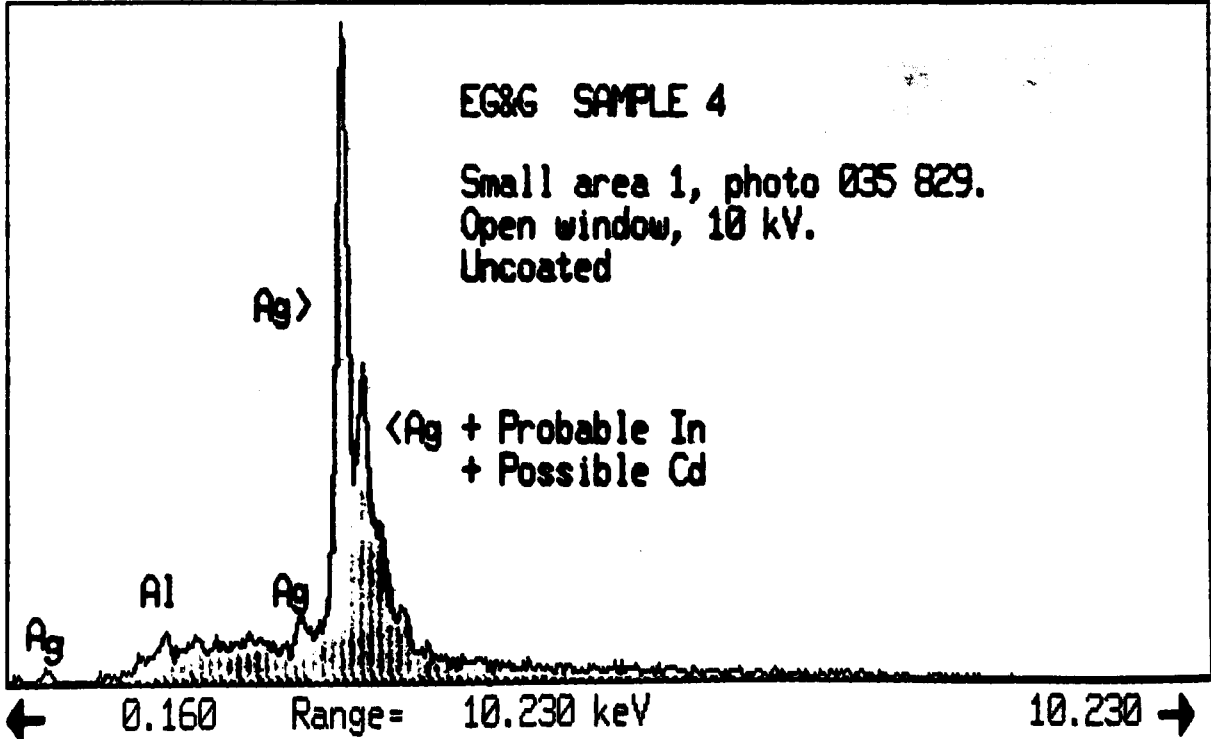 EG&G SAMPLE 4
Small area 1, photo 035 829.
Open window, 10 kV.
Uncoated
Ag>
<Ag + Probable In
+ Possible Cd
Al
Ag
Ag
0.160 Range= 10.230 keV 10.230